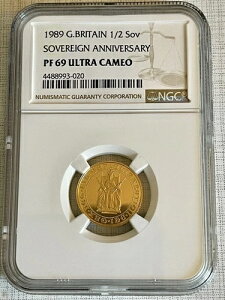 1989 G.BRITAIN 1/2 Sov
SOVEREIGN ANNIVERSARY
PF 69 ULTRA CAMEO
4488993-020
NUMISMATIC GUARANTY CORPORATION
NGC